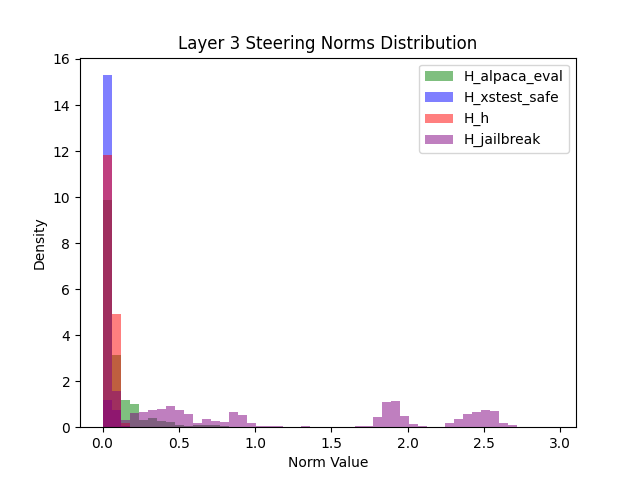 Layer 3 Steering Norms Distribution
H_alpaca_eval
H_xstest_safe
H_h
H_jailbreak
16
14
12
10
8
6
4
2
0
Density
0.0 0.5 1.0 1.5 2.0 2.5 3.0
Norm Value